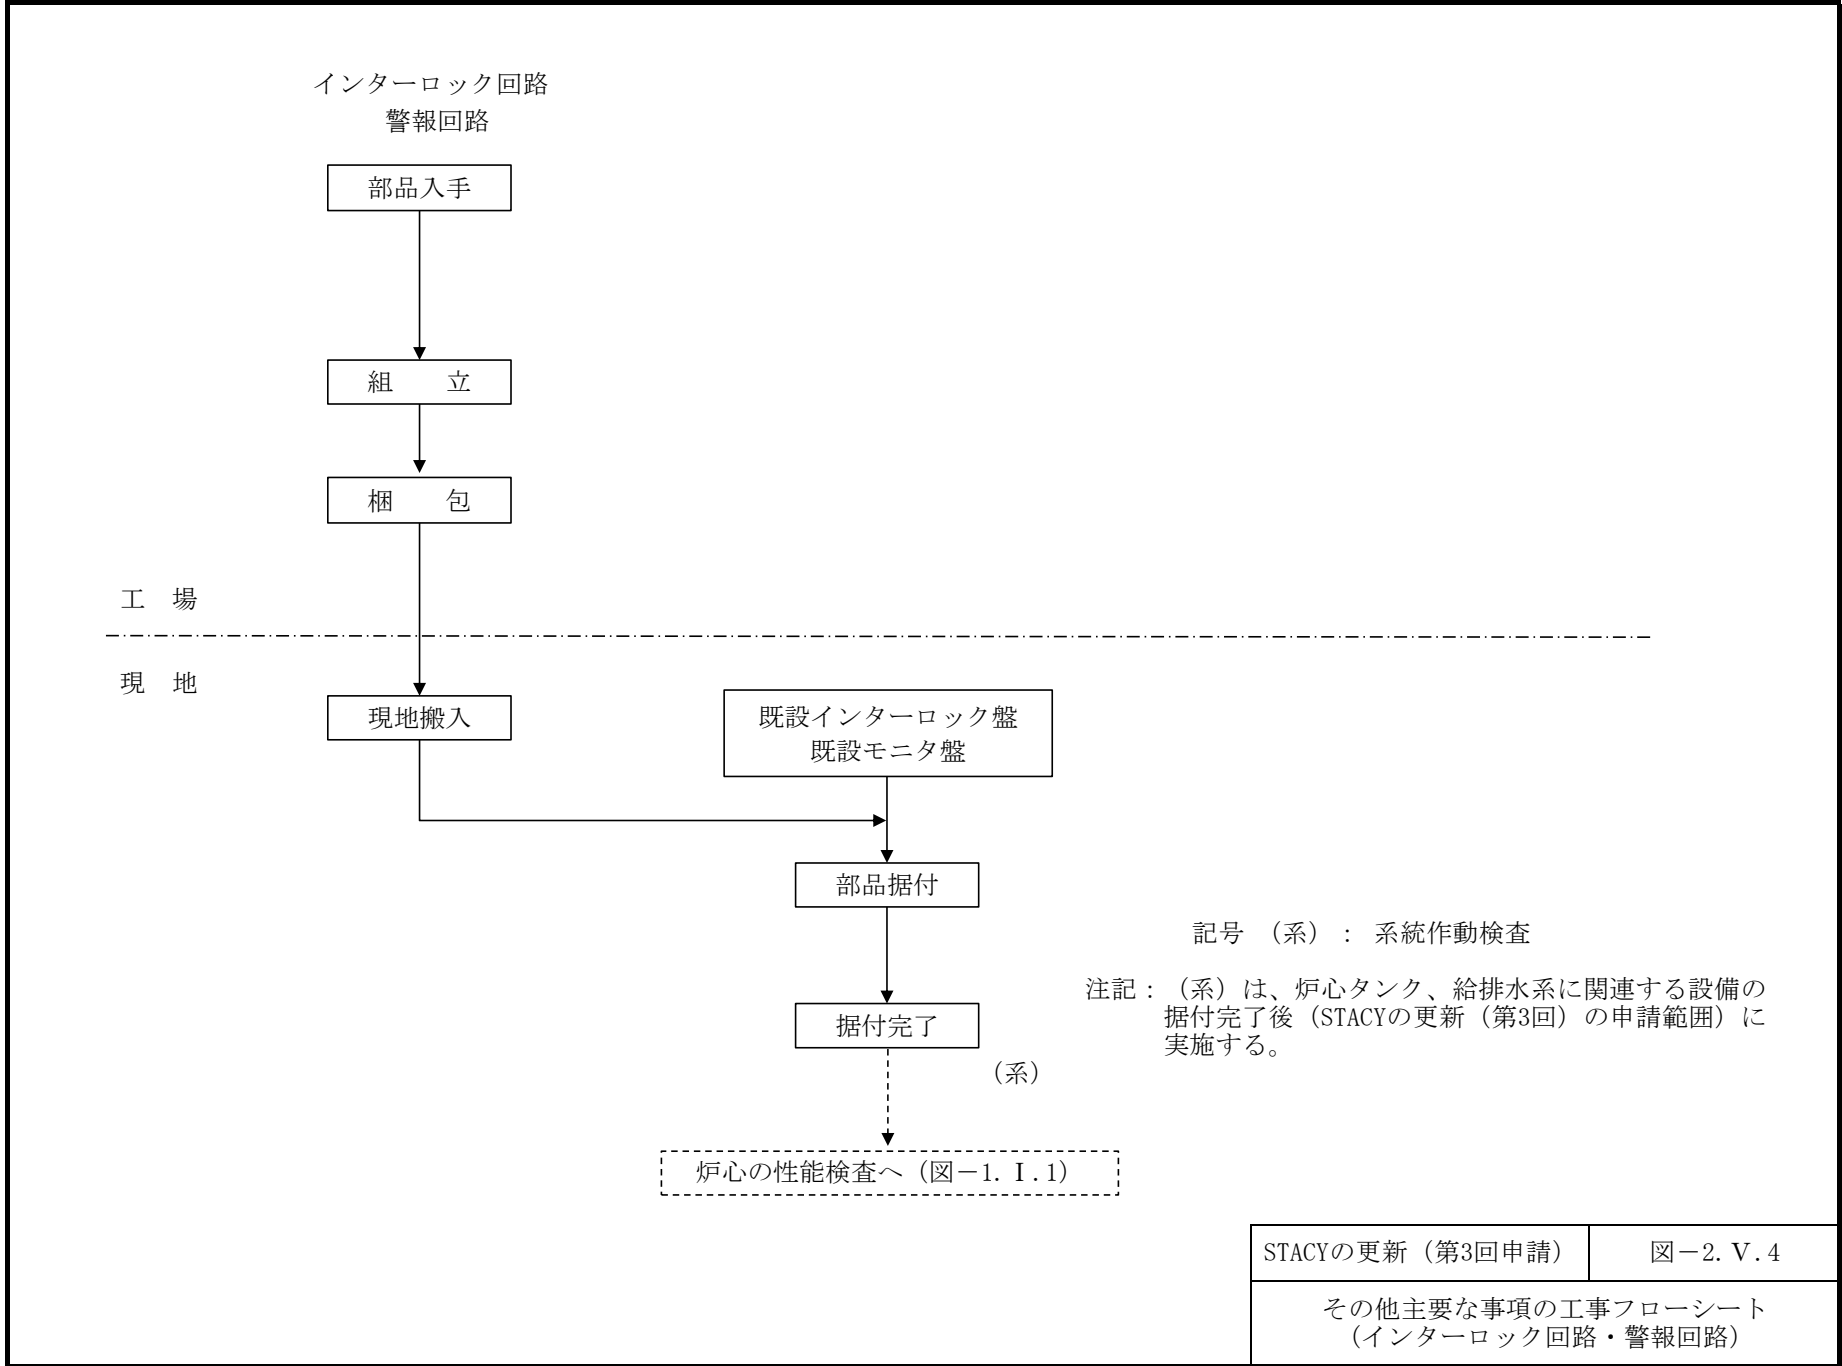 インターロック回路
警報回路
部品入手
組　　立
梱　　包
工　場
現　地
現地搬入
既設インターロック盤
既設モニタ盤
部品据付
据付完了
（系）
炉心の性能検査へ（図－1.Ⅰ.1）
記号 （系）： 系統作動検査
注記：（系）は、炉心タンク、給排水系に関連する設備の
据付完了後（STACYの更新（第3回）の申請範囲）に
実施する。
STACYの更新（第3回申請）
図－2.Ⅴ.4
その他主要な事項の工事フローシート
（インターロック回路・警報回路）